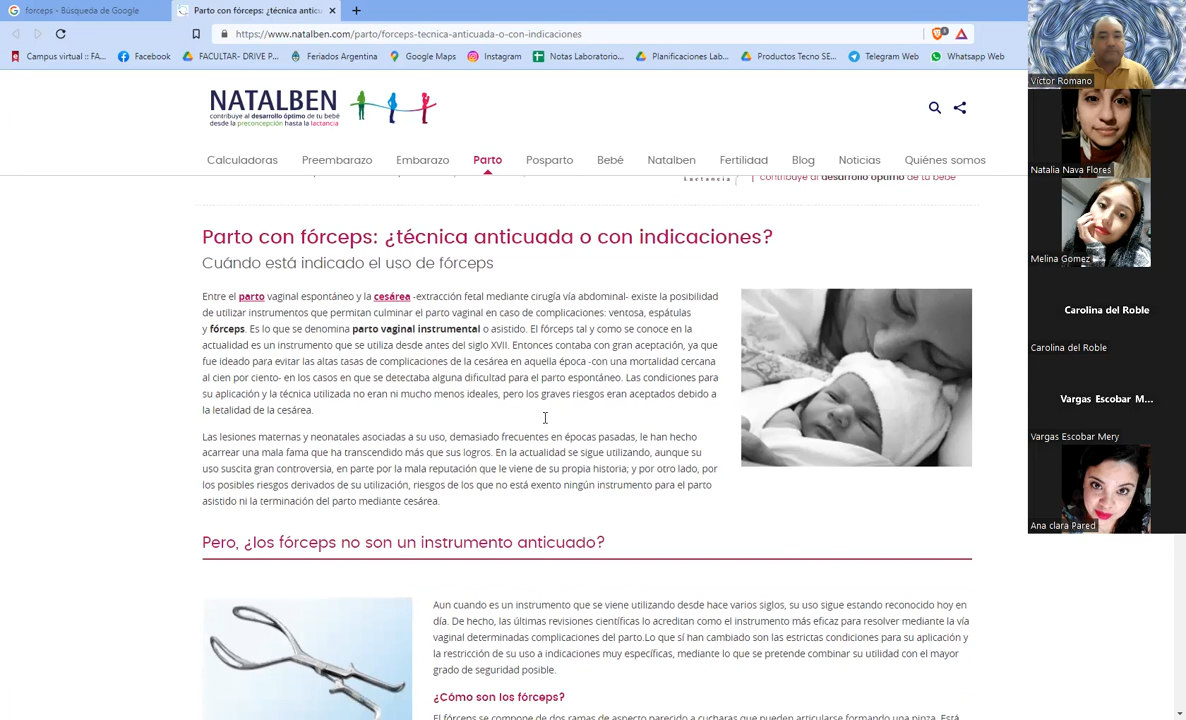 forceps - Búsqueda de Google
Parto con fórceps: ¿técnica anticu
https://www.natalben.com/parto/forceps-tecnica-anticuada-o-con-indicaciones
Campus virtual :: FA...
Facebook
FACULTAR- DRIVE P...
Feriados Argentina
Google Maps
Instagram
Notas Laboratorio...
Planificaciones Lab...
Productos Tecno SE...
Telegram Web
Whatsapp Web
NATALBEN
contribuye al desarrollo óptimo de tu bebé
desde la preconcepción hasta la lactancia
Calculadoras
Preembarazo
Embarazo
Parto
Posparto
Bebé
Natalben
Fertilidad
Blog
Noticias
Quiénes somos
Lactancia
contribuye al desarrollo óptimo de tu bebé
Parto con fórceps: ¿técnica anticuada o con indicaciones?
Cuándo está indicado el uso de fórceps
Entre el parto vaginal espontáneo y la cesárea -extracción fetal mediante cirugía vía abdominal- existe la posibilidad
de utilizar instrumentos que permitan culminar el parto vaginal en caso de complicaciones: ventosa, espátulas
y fórceps. Es lo que se denomina parto vaginal instrumental o asistido. El fórceps tal y como se conoce en la
actualidad es un instrumento que se utiliza desde antes del siglo XVII. Entonces contaba con gran aceptación, ya que
fue ideado para evitar las altas tasas de complicaciones de la cesárea en aquella época -con una mortalidad cercana
al cien por ciento- en los casos en que se detectaba alguna dificultad para el parto espontáneo. Las condiciones para
su aplicación y la técnica utilizada no eran ni mucho menos ideales, pero los graves riesgos eran aceptados debido a
la letalidad de la cesárea.
Las lesiones maternas y neonatales asociadas a su uso, demasiado frecuentes en épocas pasadas, le han hecho
acarrear una mala fama que ha transcendido más que sus logros. En la actualidad se sigue utilizando, aunque su
uso suscita gran controversia, en parte por la mala reputación que le viene de su propia historia; y por otro lado, por
los posibles riesgos derivados de su utilización, riesgos de los que no está exento ningún instrumento para el parto
asistido ni la terminación del parto mediante cesárea.
Pero, ¿los fórceps no son un instrumento anticuado?
Aun cuando es un instrumento que se viene utilizando desde hace varios siglos, su uso sigue estando reconocido hoy en
día. De hecho, las últimas revisiones científicas lo acreditan como el instrumento más eficaz para resolver mediante la vía
vaginal determinadas complicaciones del parto.Lo que sí han cambiado son las estrictas condiciones para su aplicación y
la restricción de su uso a indicaciones muy específicas, mediante lo que se pretende combinar su utilidad con el mayor
grado de seguridad posible.
¿Cómo son los fórceps?
El fórceps se compone de dos ramas de aspecto parecido a cucharas que pueden articularse formando una pinza. Está
Victor Romano
Natalia Nava Flores
Melina Gomez
Carolina del Roble
Carolina del Roble
Vargas Escobar M...
Vargas Escobar Mery
Ana clara Pared